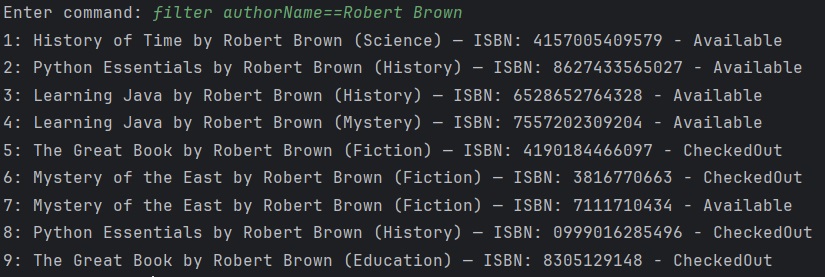 Enter command: filter authorName==Robert Brown
1: History of Time by Robert Brown (Science) — ISBN: 4157005409579 - Available
2: Python Essentials by Robert Brown (History) — ISBN: 8627433565027 - Available
3: Learning Java by Robert Brown (History) — ISBN: 6528652764328 - Available
4: Learning Java by Robert Brown (Mystery) — ISBN: 7557202309204 - Available
5: The Great Book by Robert Brown (Fiction) — ISBN: 4190184466097 - CheckedOut
6: Mystery of the East by Robert Brown (Fiction) — ISBN: 3816770663 - CheckedOut
7: Mystery of the East by Robert Brown (Fiction) — ISBN: 7111710434 - Available
8: Python Essentials by Robert Brown (History) — ISBN: 0999016285496 - CheckedOut
9: The Great Book by Robert Brown (Education) — ISBN: 8305129148 - CheckedOut